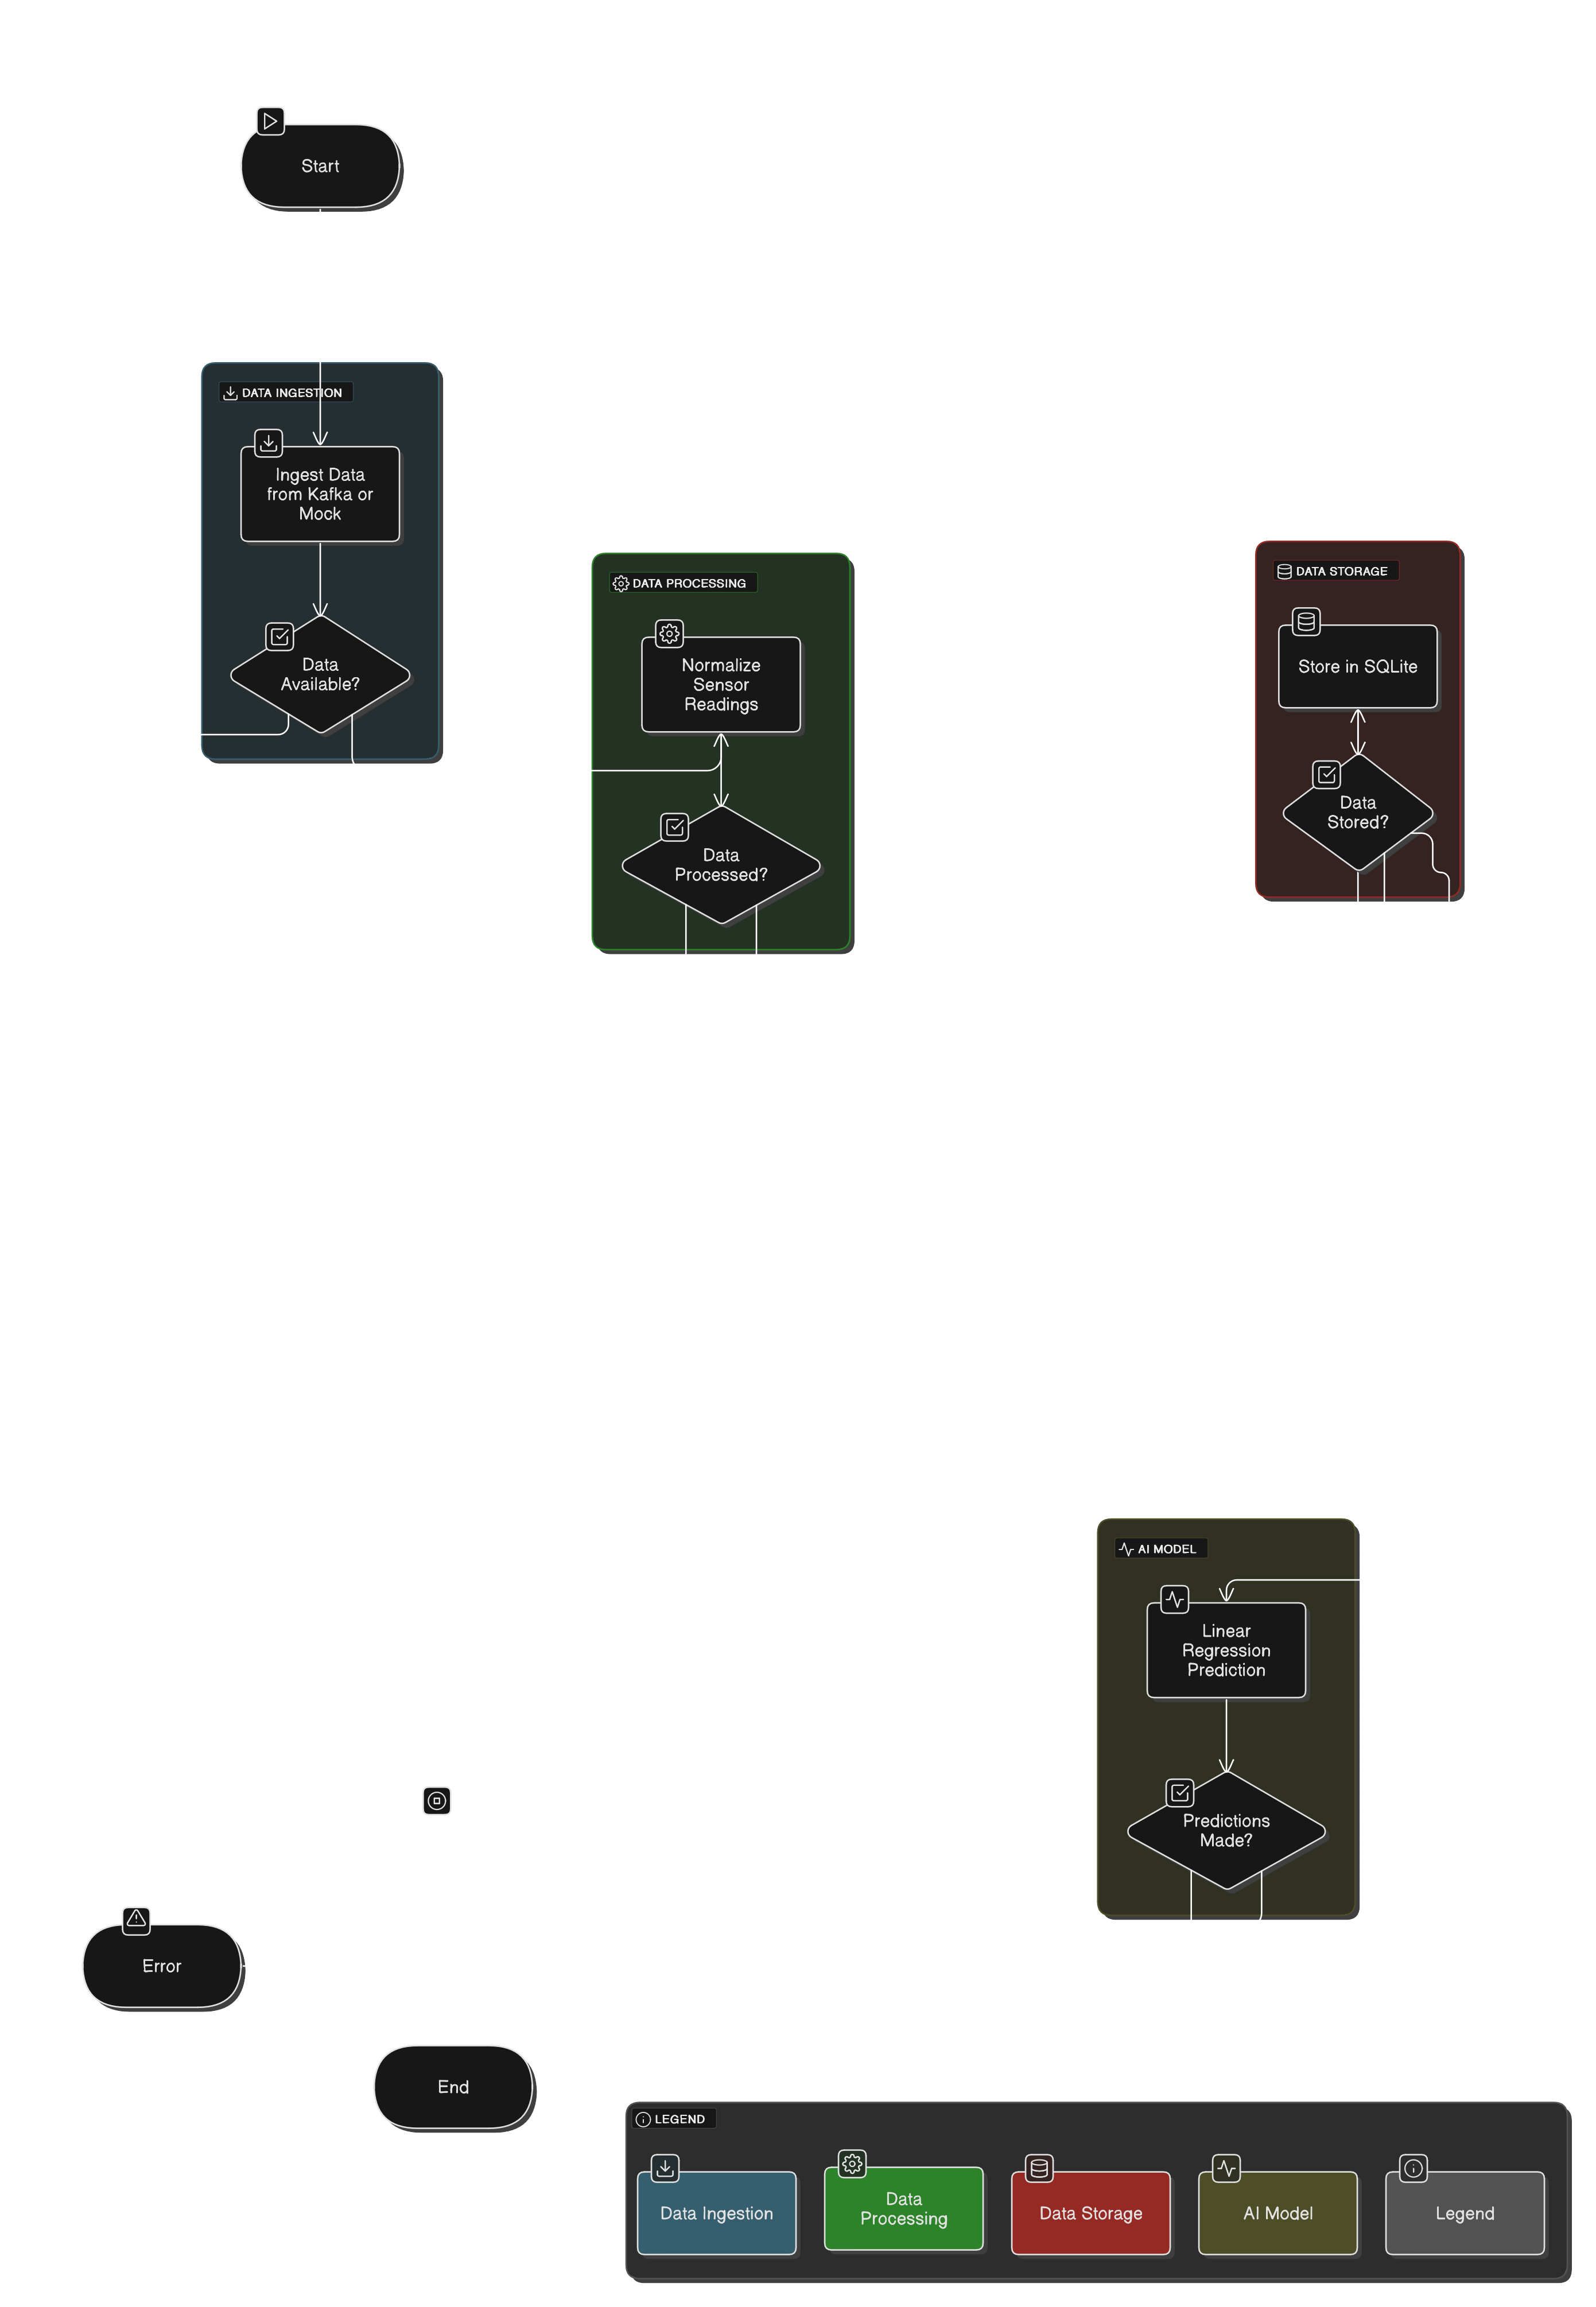 Start
DATA INGESTION
Ingest Data
from Kafka or
Mock
Data
Available?
DATA PROCESSING
Normalize
Sensor
Readings
Data
Processed?
DATA STORAGE
Store in SQLite
Data
Stored?
AI MODEL
Linear
Regression
Prediction
Predictions
Made?
Error
End
LEGEND
Data Ingestion
Data
Processing
Data Storage
AI Model
Legend